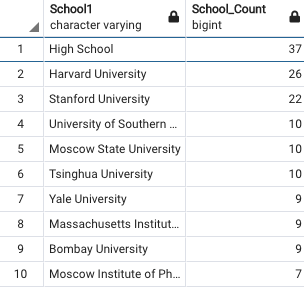 School1 School_Count
character varying bigint
1 High School 37
2 Harvard University 26
3 Stanford University 22
4 University of Southern ... 10
5 Moscow State University 10
6 Tsinghua University 10
7 Yale University 9
8 Massachusetts Institut... 9
9 Bombay University 9
10 Moscow Institute of Ph... 7